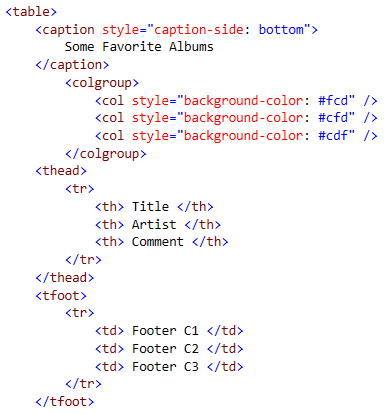 <table>
<caption style="caption-side: bottom">
Some Favorite Albums
</caption>
<colgroup>
<col style="background-color: #fcd" />
<col style="background-color: #cfd" />
<col style="background-color: #cdf" />
</colgroup>
<thead>
<tr>
<th> Title </th>
<th> Artist </th>
<th> Comment </th>
</tr>
</thead>
<tfoot>
<tr>
<td> Footer C1 </td>
<td> Footer C2 </td>
<td> Footer C3 </td>
</tr>
</tfoot>